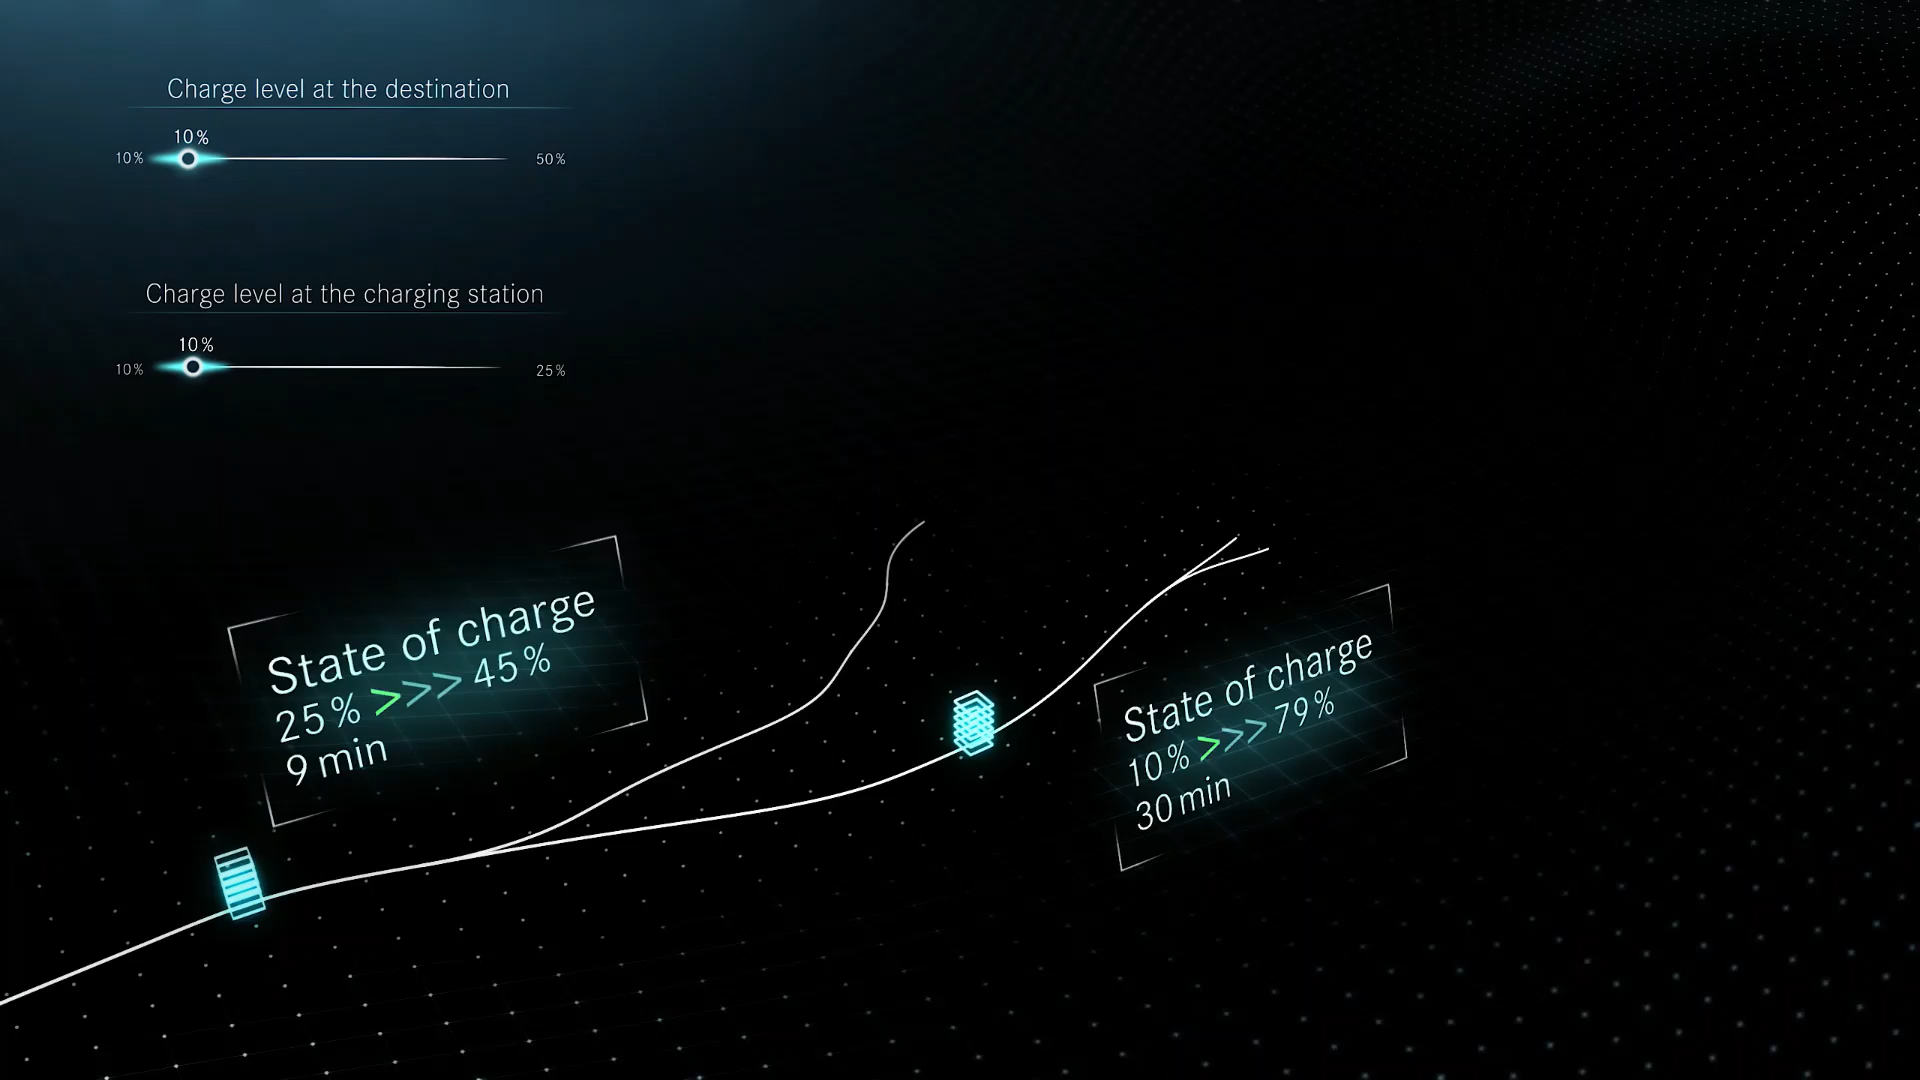 Charge level at the destination
10%
10% 50%
Charge level at the charging station
10%
10% 25%
State of charge
25% >>> 45%
9 min
State of charge
10% >>> 79%
30 min